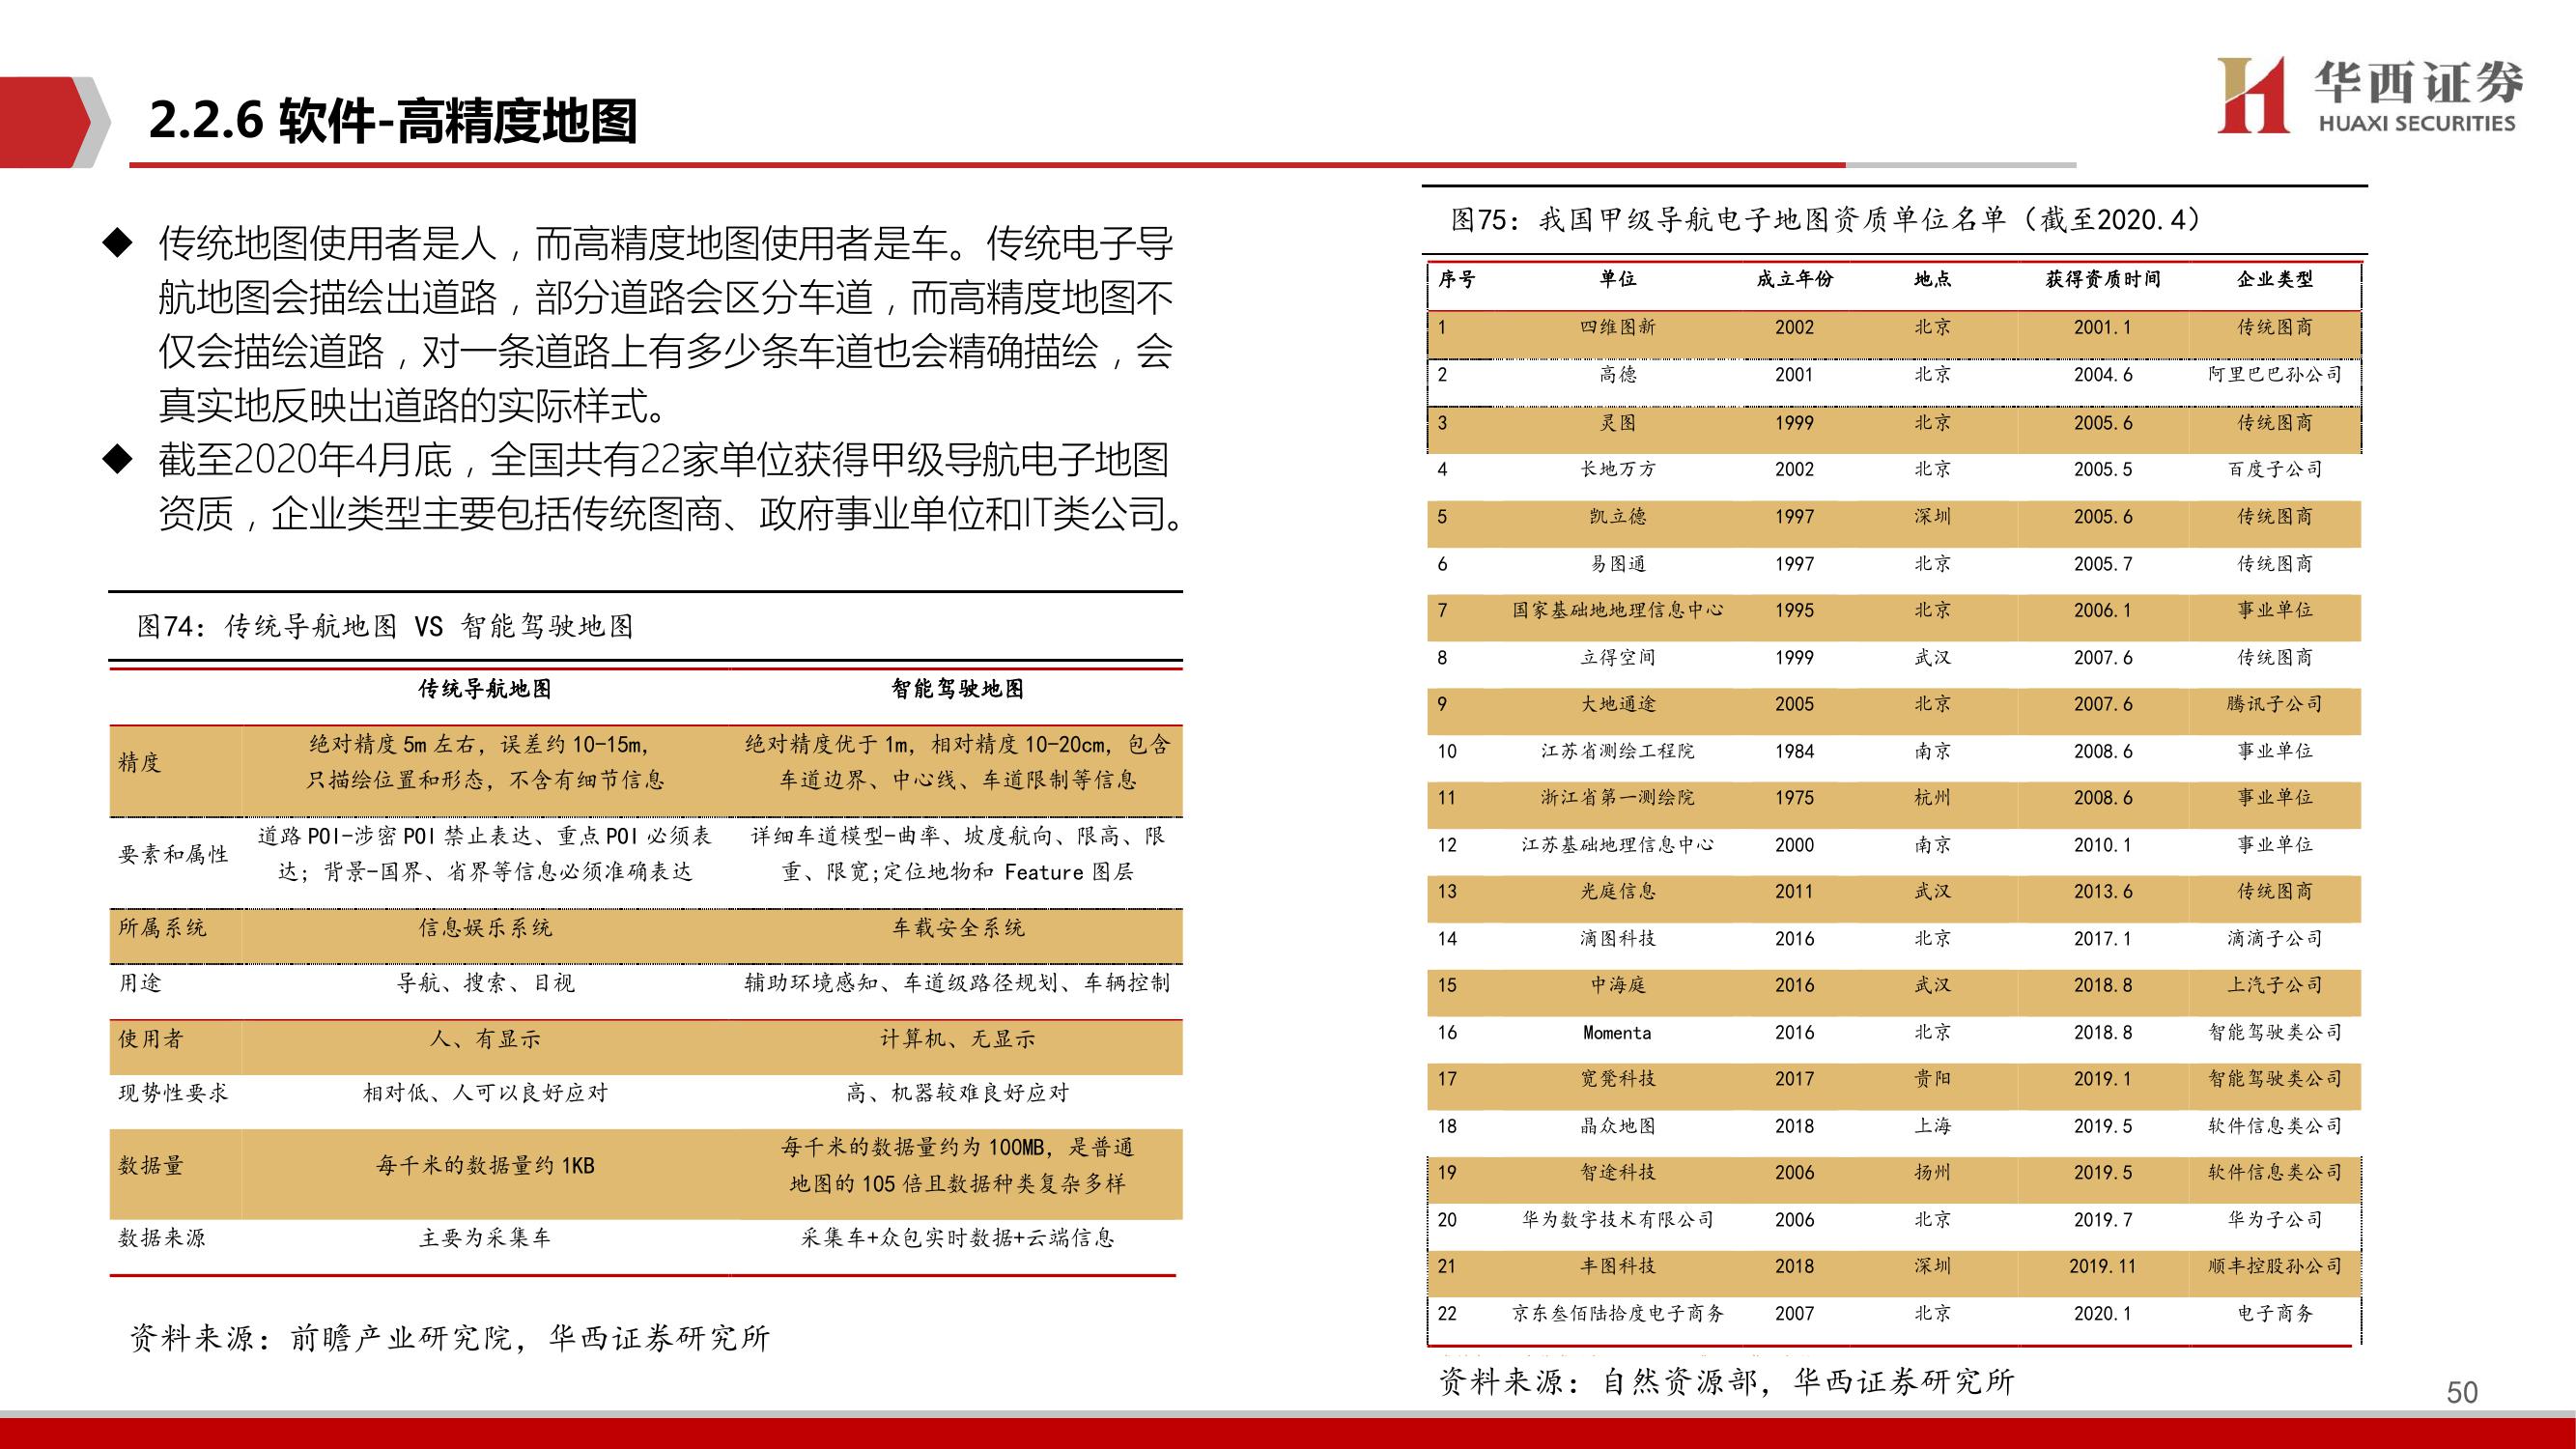 2.2.6 软件-高精度地图
华西证券
HUAXI SECURITIES
◆ 传统地图使用者是人，而高精度地图使用者是车。传统电子导
航地图会描绘出道路，部分道路会区分车道，而高精度地图不
仅会描绘道路，对一条道路上有多少条车道也会精确描绘，会
真实地反映出道路的实际样式。
◆ 截至2020年4月底，全国共有22家单位获得甲级导航电子地图
资质，企业类型主要包括传统图商、政府事业单位和IT类公司。
图74：传统导航地图 VS 智能驾驶地图
传统导航地图 智能驾驶地图
精度 绝对精度 5m 左右，误差约 10-15m， 绝对精度优于 1m，相对精度 10-20cm，包含
只描绘位置和形态，不含有细节信息 车道边界、中心线、车道限制等信息
要素和属性 道路 POI-涉密 POI 禁止表达、重点 POI 必须表 详细车道模型-曲率、坡度航向、限高、限
达；背景-国界、省界等信息必须准确表达 重、限宽;定位地物和 Feature 图层
所属系统 信息娱乐系统 车载安全系统
用途 导航、搜索、目视 辅助环境感知、车道级路径规划、车辆控制
使用者 人、有显示 计算机、无显示
现势性要求 相对低、人可以良好应对 高、机器较难良好应对
数据量 每千米的数据量约 1KB 每千米的数据量约为 100MB，是普通
地图的 105 倍且数据种类复杂多样
数据来源 主要为采集车 采集车+众包实时数据+云端信息
资料来源：前瞻产业研究院，华西证券研究所
图75：我国甲级导航电子地图资质单位名单（截至2020.4）
序号 单位 成立年份 地点 获得资质时间 企业类型
1 四维图新 2002 北京 2001.1 传统图商
2 高德 2001 北京 2004.6 阿里巴巴孙公司
3 灵图 1999 北京 2005.6 传统图商
4 长地万方 2002 北京 2005.5 百度子公司
5 凯立德 1997 深圳 2005.6 传统图商
6 易图通 1997 北京 2005.7 传统图商
7 国家基础地地理信息中心 1995 北京 2006.1 事业单位
8 立得空间 1999 武汉 2007.6 传统图商
9 大地通途 2005 北京 2007.6 腾讯子公司
10 江苏省测绘工程院 1984 南京 2008.6 事业单位
11 浙江省第一测绘院 1975 杭州 2008.6 事业单位
12 江苏基础地理信息中心 2000 南京 2010.1 事业单位
13 光庭信息 2011 武汉 2013.6 传统图商
14 滴图科技 2016 北京 2017.1 滴滴子公司
15 中海庭 2016 武汉 2018.8 上汽子公司
16 Momenta 2016 北京 2018.8 智能驾驶类公司
17 宽凳科技 2017 贵阳 2019.1 智能驾驶类公司
18 晶众地图 2018 上海 2019.5 软件信息类公司
19 智途科技 2006 扬州 2019.5 软件信息类公司
20 华为数字技术有限公司 2006 北京 2019.7 华为子公司
21 丰图科技 2018 深圳 2019.11 顺丰控股孙公司
22 京东叁佰陆拾度电子商务 2007 北京 2020.1 电子商务
资料来源：自然资源部，华西证券研究所
50